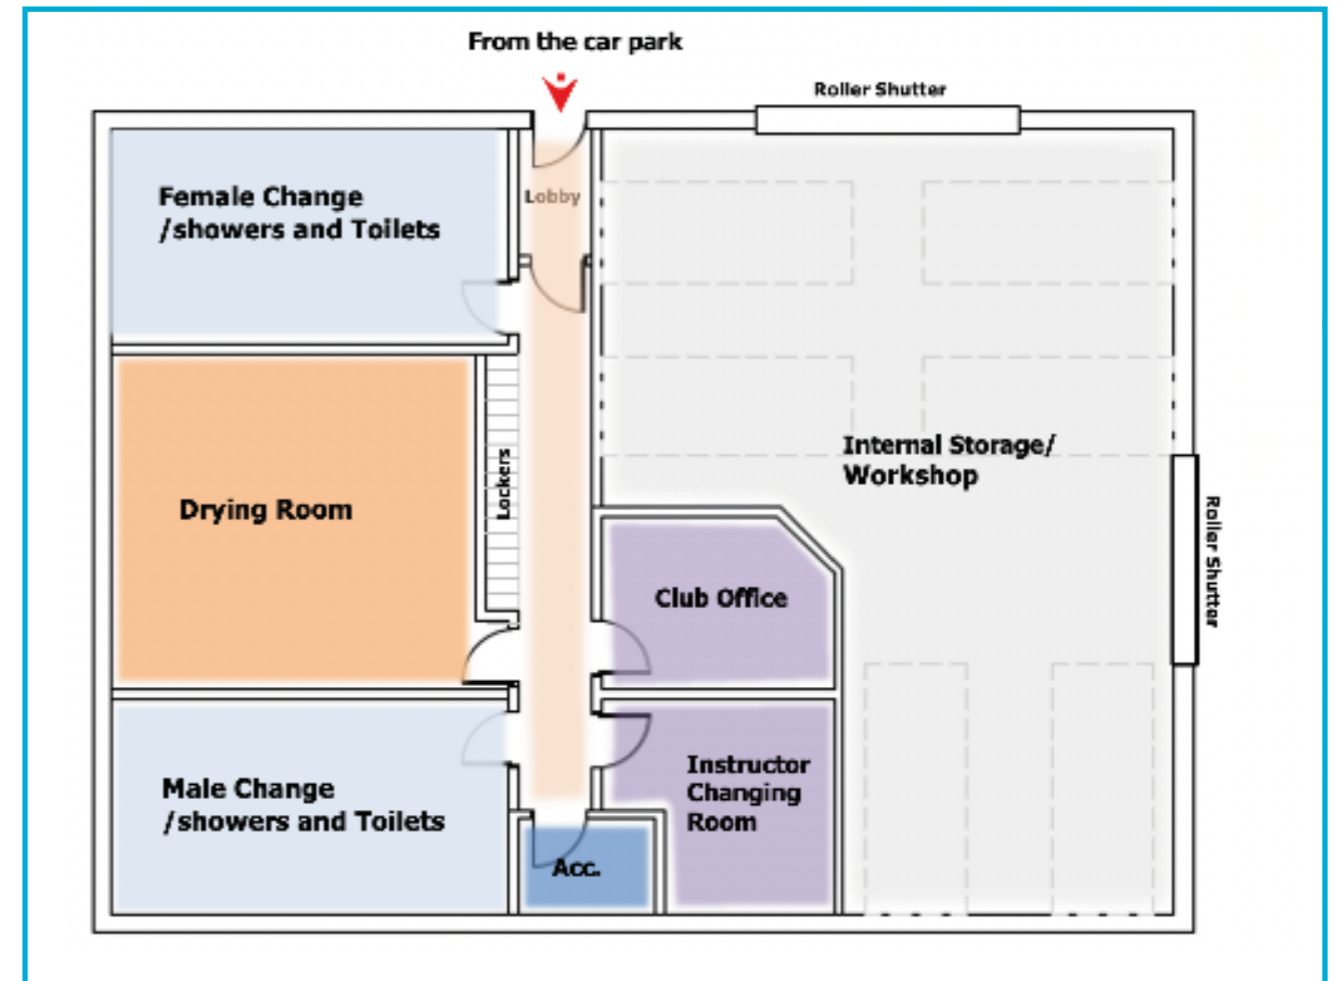 From the car park
Roller Shutter
Female Change
/showers and Toilets
Lobby
Internal Storage/
Workshop
Lockers
Drying Room
Roller Shutter
Club Office
Instructor
Changing
Room
Male Change
/showers and Toilets
Acc.